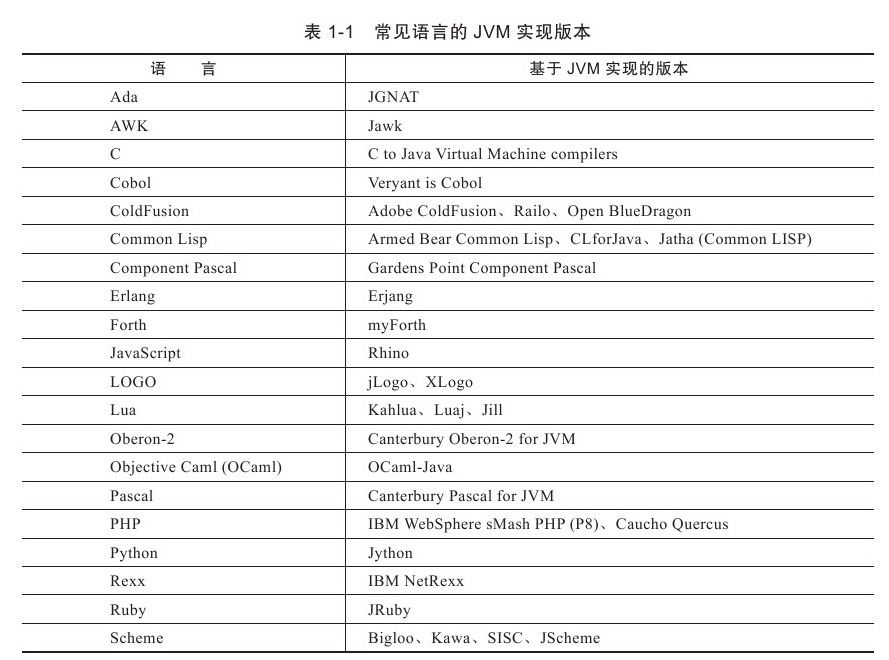 表 1-1 常见语言的 JVM 实现版本
语 言 基于 JVM 实现的版本
Ada JGNAT
AWK Jawk
C C to Java Virtual Machine compilers
Cobol Veryant is Cobol
ColdFusion Adobe ColdFusion、Railo、Open BlueDragon
Common Lisp Armed Bear Common Lisp、CLforJava、Jatha (Common LISP)
Component Pascal Gardens Point Component Pascal
Erlang Erjang
Forth myForth
JavaScript Rhino
LOGO jLogo、XLogo
Lua Kahlua、Luaj、Jill
Oberon-2 Canterbury Oberon-2 for JVM
Objective Caml (OCaml) OCaml-Java
Pascal Canterbury Pascal for JVM
PHP IBM WebSphere sMash PHP (P8)、Caucho Quercus
Python Jython
Rexx IBM NetRexx
Ruby JRuby
Scheme Bigloo、Kawa、SISC、JScheme